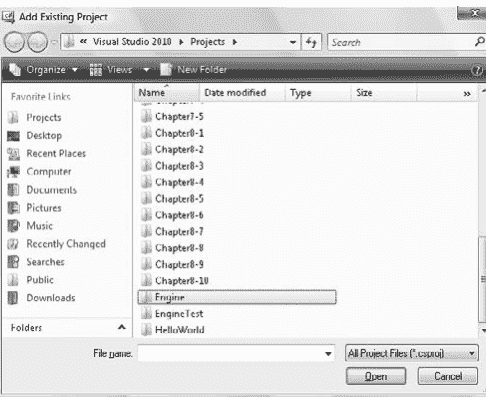 Add Existing Project
« Visual Studio 2010 ▸ Projects ▸ Search
Organize Views New Folder
Favorite Links
Name Date modified Type Size »
Projects
Desktop
Recent Places
Computer
Documents
Pictures
Music
Recently Changed
Searches
Public
Downloads
Folders
Chapter7-5
Chapter8-1
Chapter8-2
Chapter8-3
Chapter8-4
Chapter8-5
Chapter8-6
Chapter8-7
Chapter8-8
Chapter8-9
Chapter8-10
Engine
EngineTest
HelloWorld
File name: All Project Files (*.csproj)
Open Cancel